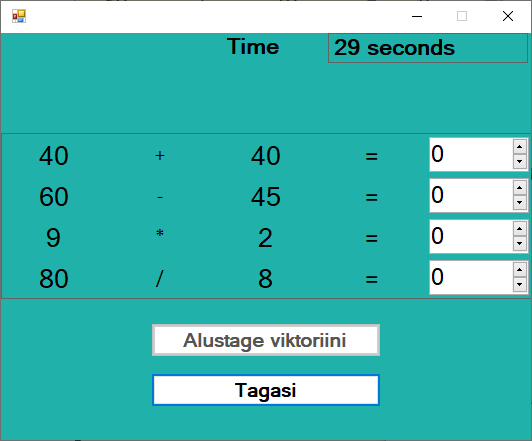 Time 29 seconds
40 + 40 = 0
60 - 45 = 0
9 * 2 = 0
80 / 8 = 0
Alustage viktoriini
Tagasi